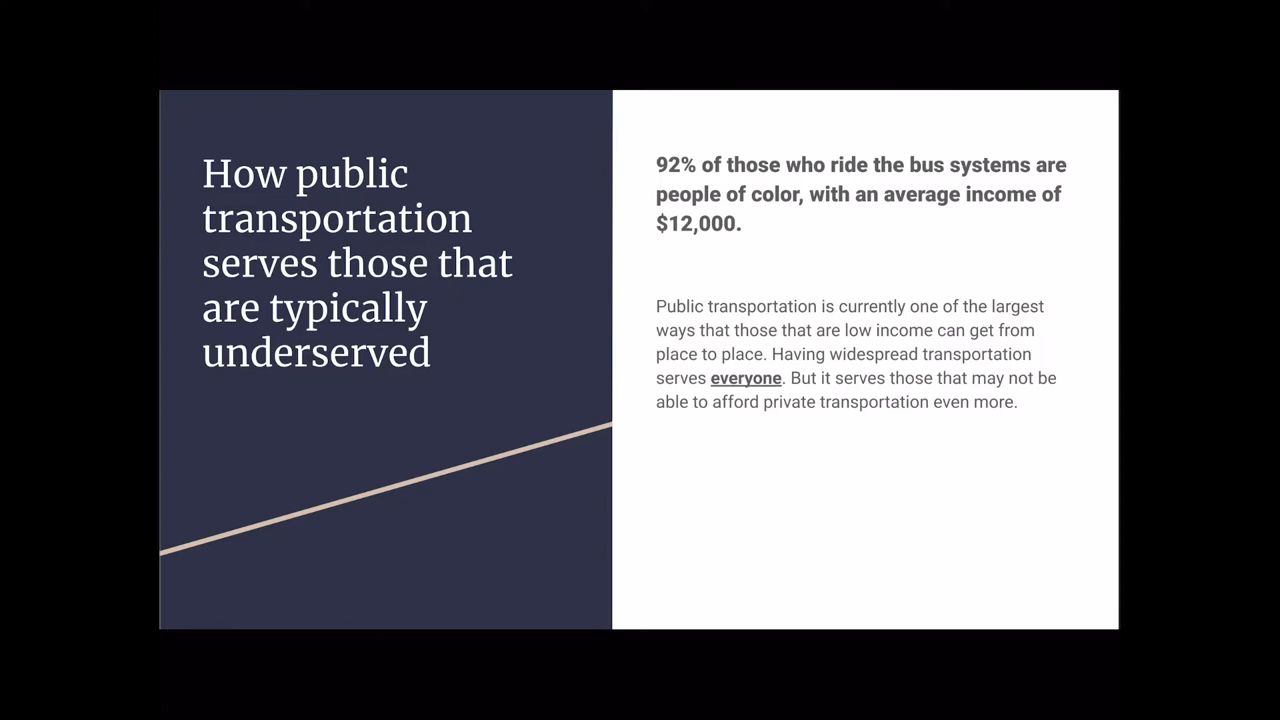 How public
transportation
serves those that
are typically
underserved
92% of those who ride the bus systems are
people of color, with an average income of
$12,000.
Public transportation is currently one of the largest
ways that those that are low income can get from
place to place. Having widespread transportation
serves everyone. But it serves those that may not be
able to afford private transportation even more.